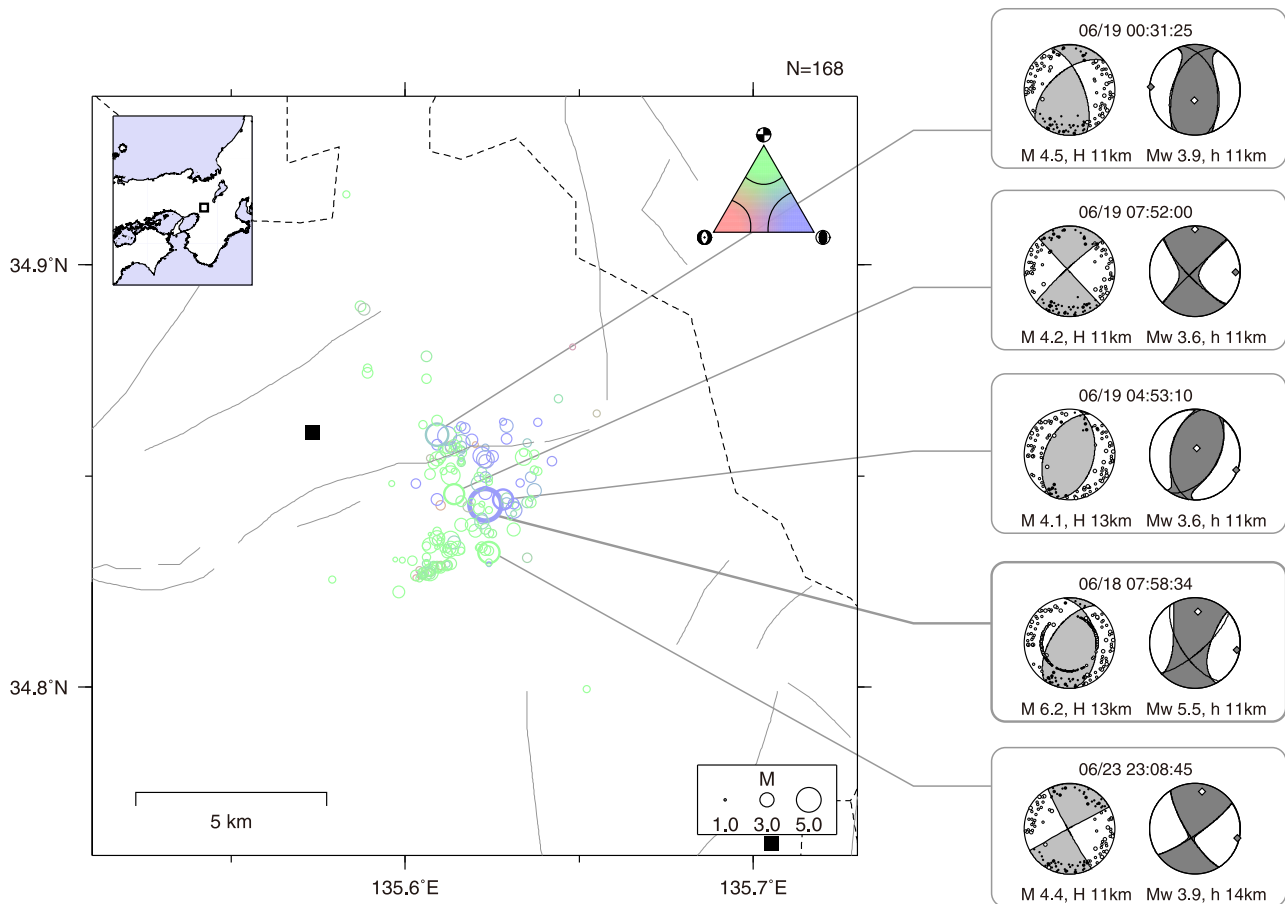 N=168
34.9°N
34.8°N
135.6°E
135.7°E
5 km
M
1.0 3.0 5.0
06/19 00:31:25
M 4.5, H 11km Mw 3.9, h 11km
06/19 07:52:00
M 4.2, H 11km Mw 3.6, h 11km
06/19 04:53:10
M 4.1, H 13km Mw 3.6, h 11km
06/18 07:58:34
M 6.2, H 13km Mw 5.5, h 11km
06/23 23:08:45
M 4.4, H 11km Mw 3.9, h 14km